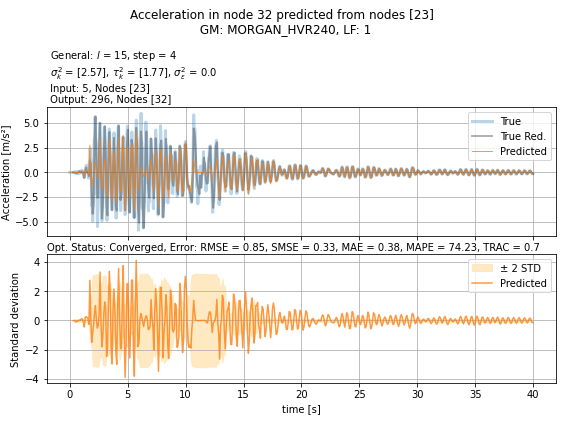 Acceleration in node 32 predicted from nodes [23]
GM: MORGAN_HVR240, LF: 1
General: l = 15, step = 4
σ²ₖ = [2.57], τ²ₖ = [1.77], σ²ₑ = 0.0
Input: 5, Nodes [23]
Output: 296, Nodes [32]
Acceleration [m/s²]
5.0
2.5
0.0
−2.5
−5.0
True
True Red.
Predicted
Opt. Status: Converged, Error: RMSE = 0.85, SMSE = 0.33, MAE = 0.38, MAPE = 74.23, TRAC = 0.7
Standard deviation
4
2
0
−2
−4
± 2 STD
Predicted
0 5 10 15 20 25 30 35 40
time [s]